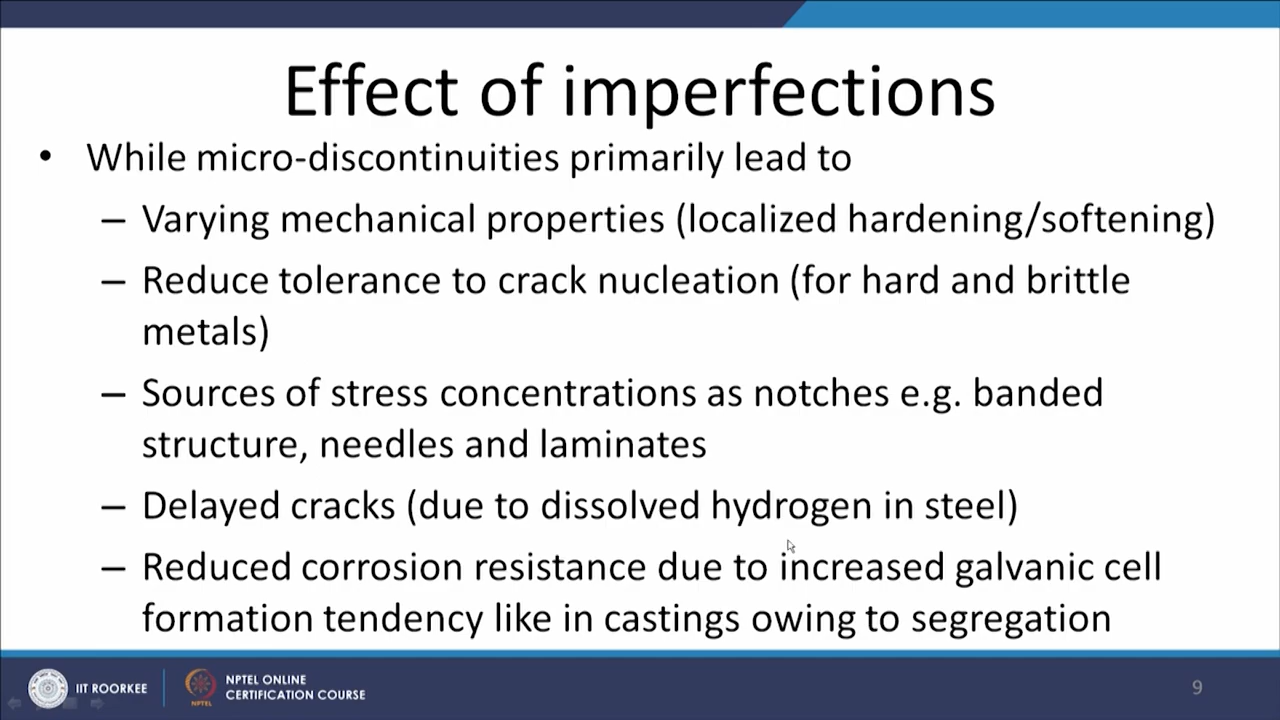 Effect of imperfections
• While micro-discontinuities primarily lead to
– Varying mechanical properties (localized hardening/softening)
– Reduce tolerance to crack nucleation (for hard and brittle
metals)
– Sources of stress concentrations as notches e.g. banded
structure, needles and laminates
– Delayed cracks (due to dissolved hydrogen in steel)
– Reduced corrosion resistance due to increased galvanic cell
formation tendency like in castings owing to segregation
IIT ROORKEE
NPTEL
NPTEL ONLINE
CERTIFICATION COURSE
9